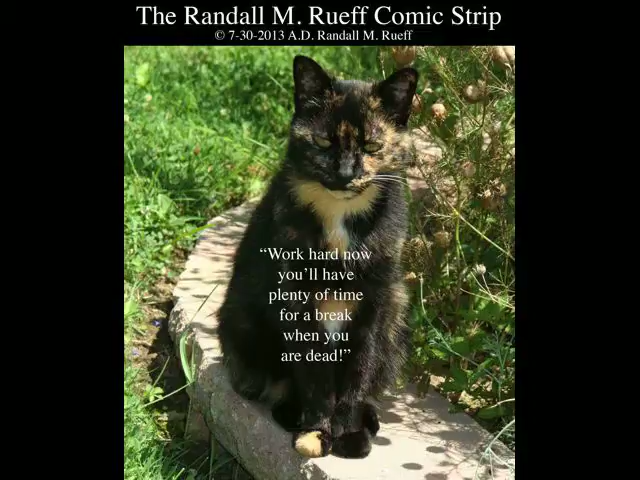 The Randall M. Rueff Comic Strip
© 7-30-2013 A.D. Randall M. Rueff
“Work hard now
you’ll have
plenty of time
for a break
when you
are dead!”